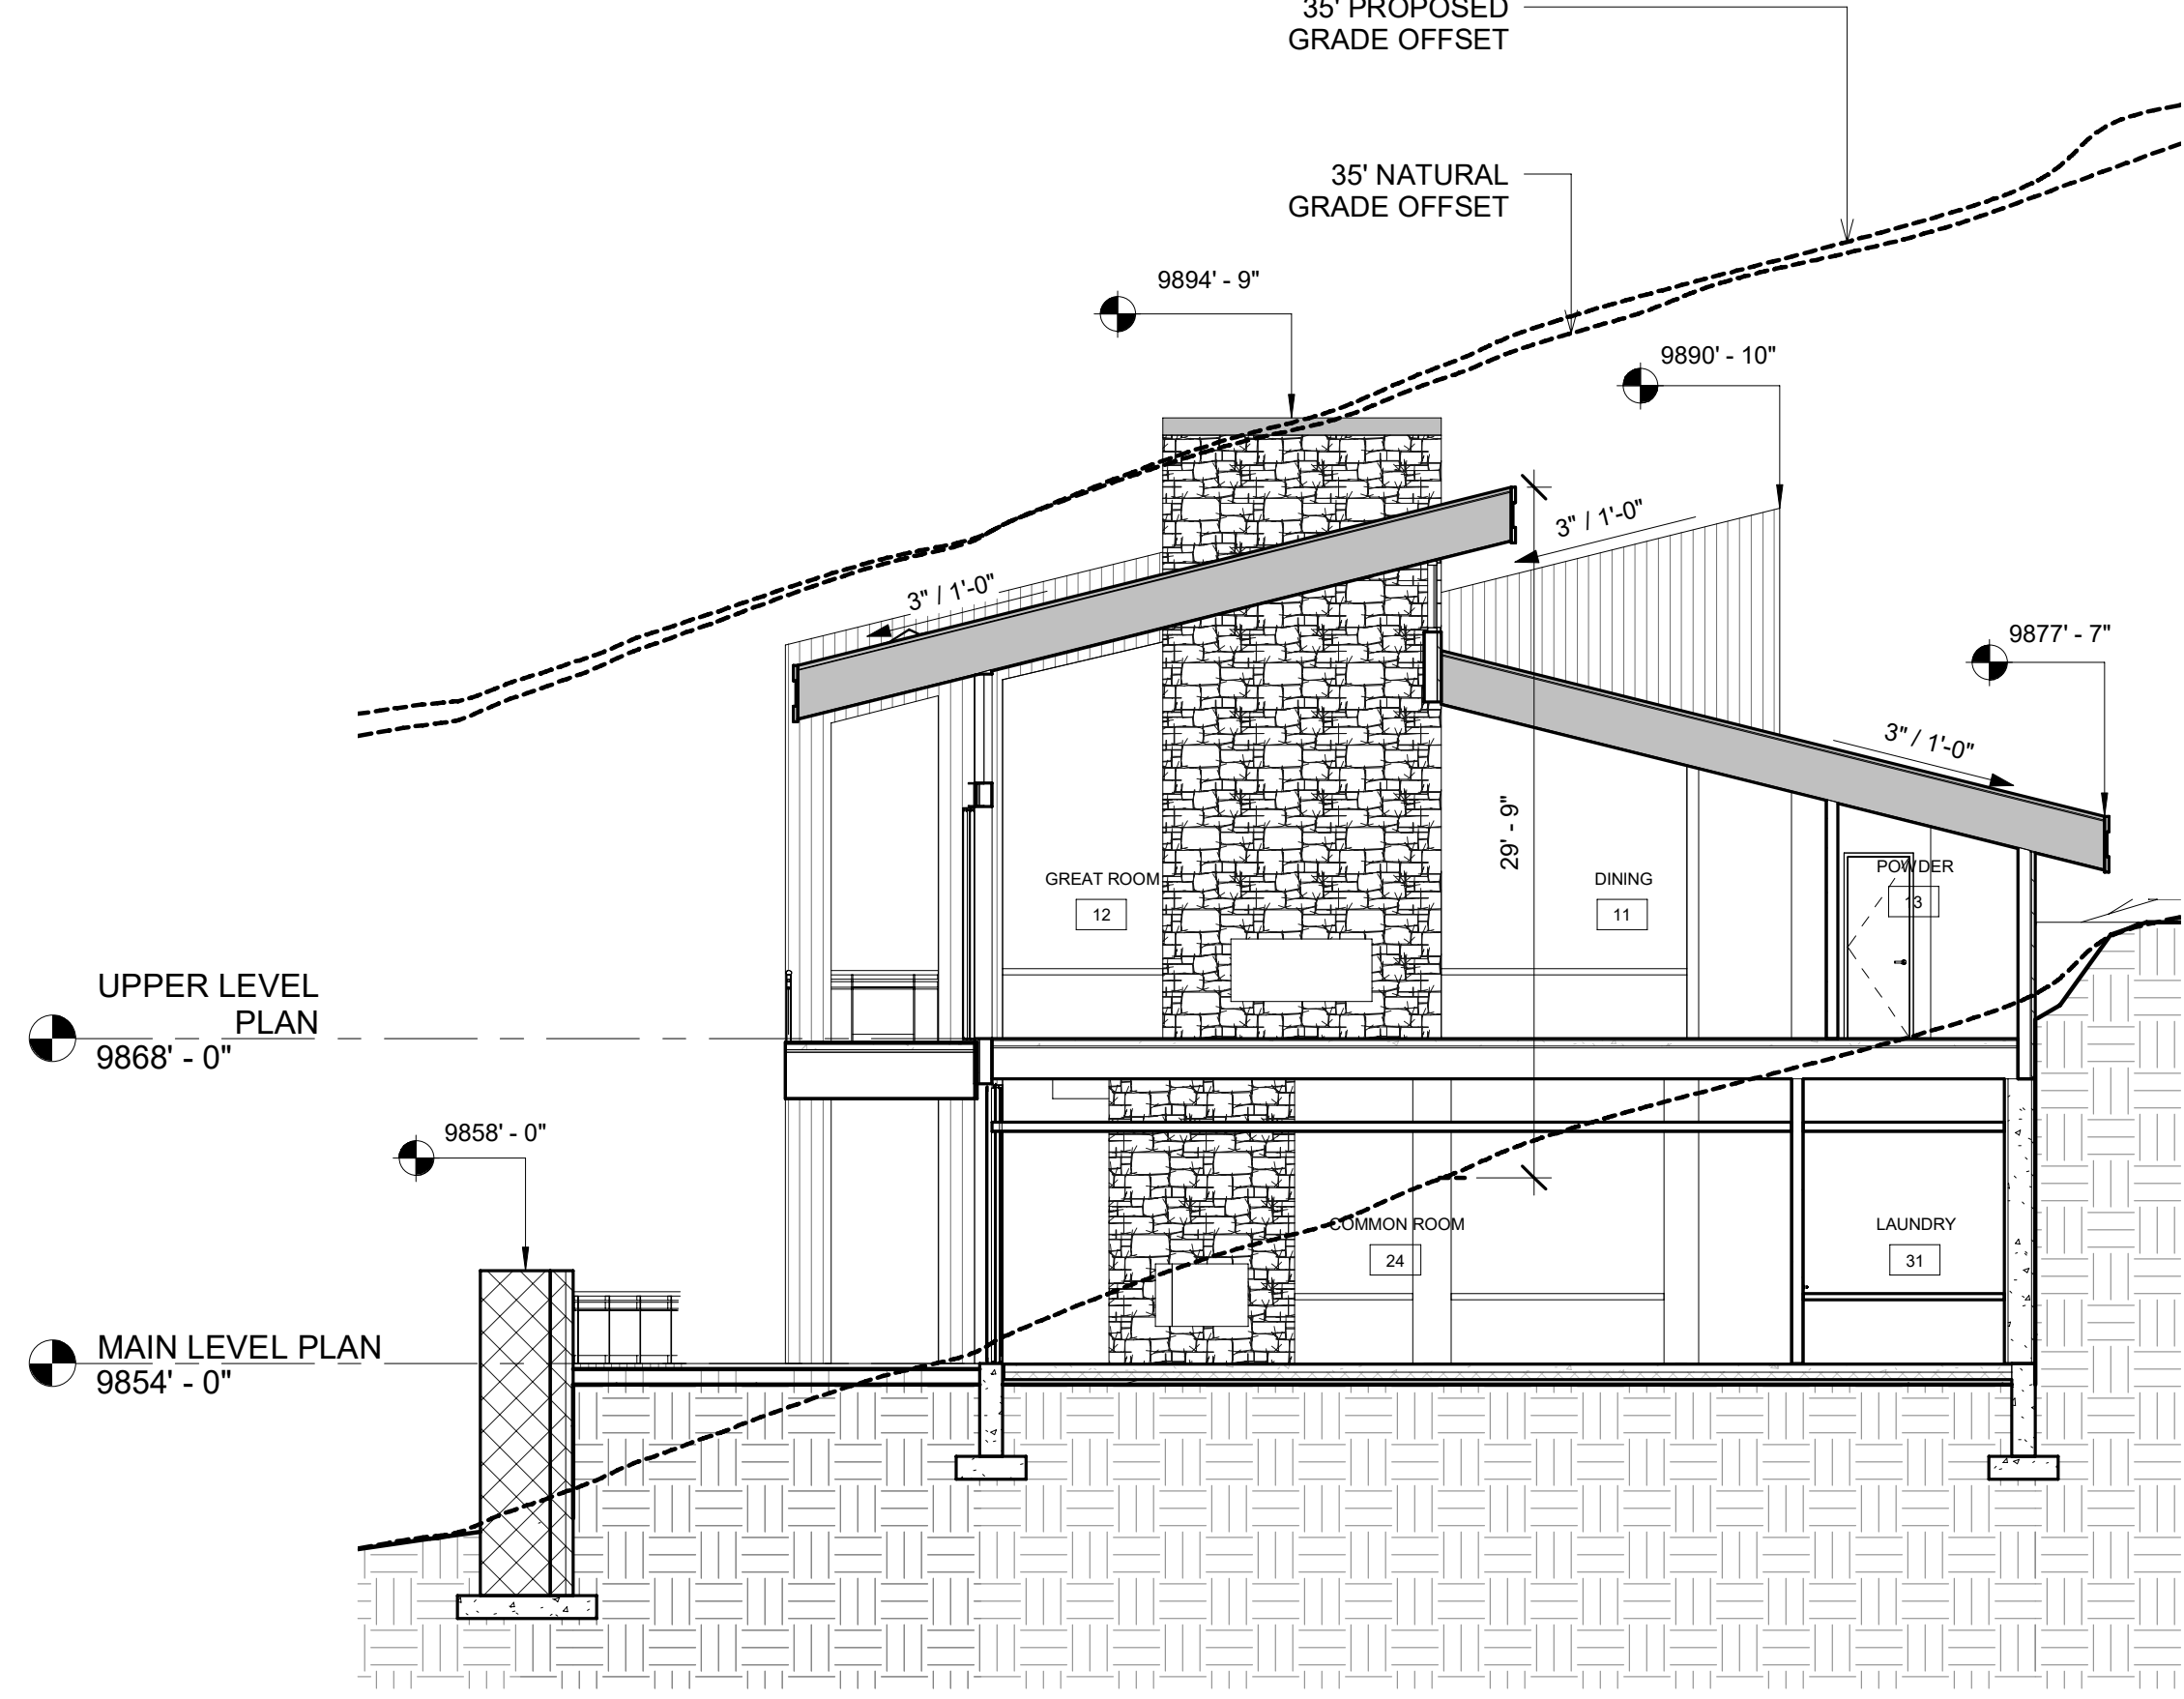 35' PROPOSED
GRADE OFFSET
35' NATURAL
GRADE OFFSET
9894' - 9"
9890' - 10"
3" / 1'-0"
3" / 1'-0"
9877' - 7"
3" / 1'-0"
29' - 9"
GREAT ROOM
12
DINING
11
POWDER
13
UPPER LEVEL
PLAN
9868' - 0"
9858' - 0"
COMMON ROOM
24
LAUNDRY
31
MAIN LEVEL PLAN
9854' - 0"